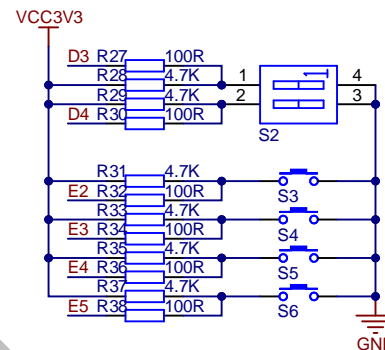 VCC3V3
D3 R27 100R
R28 4.7K 1 4
R29 4.7K 2 3
D4 R30 100R
S2
R31 4.7K
E2 R32 100R S3
R33 4.7K
E3 R34 100R S4
R35 4.7K
E4 R36 100R S5
R37 4.7K
E5 R38 100R S6
GND